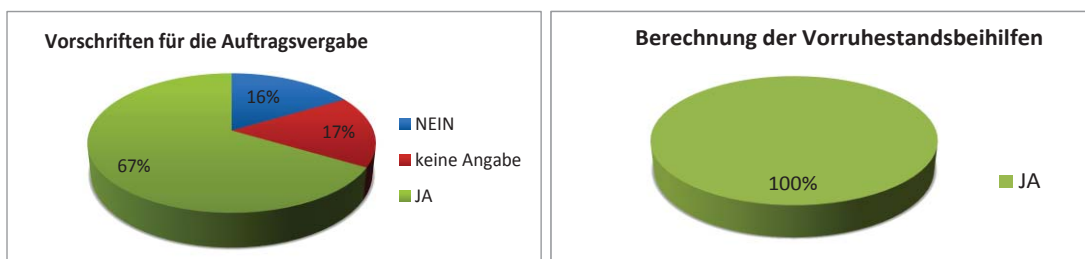 Vorschriften für die Auftragsvergabe
16%
17%
67%
NEIN
keine Angabe
JA
Berechnung der Vorruhestandsbeihilfen
100%
JA